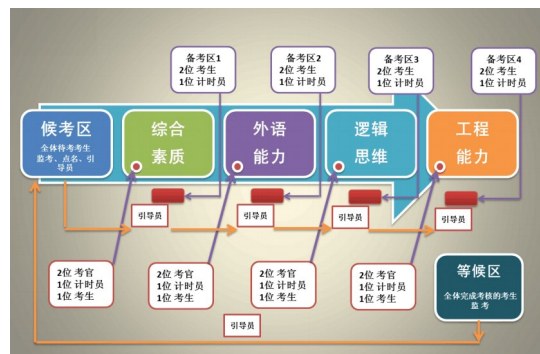 备考区1
2位 考生
1位 计时员
备考区2
2位 考生
1位 计时员
备考区3
2位 考生
1位 计时员
备考区4
2位 考生
1位 计时员
候考区
全体待考考生
监考、点名、引
导员
综合
素质
外语
能力
逻辑
思维
工程
能力
引导员
引导员
引导员
引导员
2位 考官
1位 计时员
1位 考生
2位 考官
1位 计时员
1位 考生
2位 考官
1位 计时员
1位 考生
2位 考官
1位 计时员
1位 考生
等候区
全体完成考核的考生
监 考
引导员